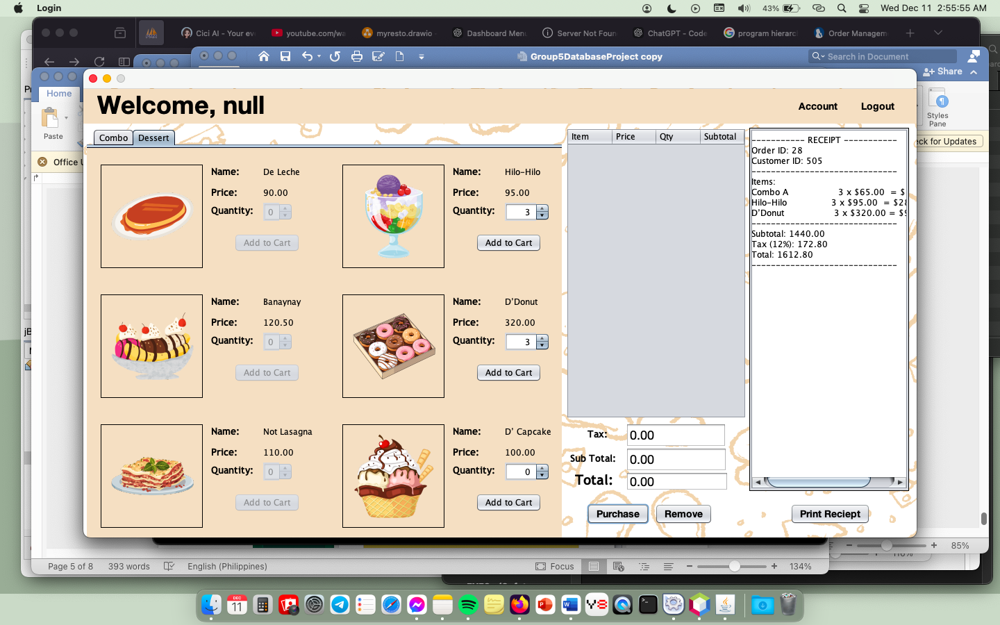 Login
43%
Wed Dec 11 2:55:55 AM
Cici AI - Your ev
youtube.com/wa
myresto.drawio -
Dashboard Men
Server Not Foun
ChatGPT - Code
program hierarc
Order Managem
Group5DatabaseProject copy
Search in Document
Home
Share
Paste
Styles
Pane
Office U
ck for Updates
Welcome, null
Account
Logout
Combo
Dessert
Name: De Leche
Price: 90.00
Quantity: 0
Add to Cart
Name: Hilo-Hilo
Price: 95.00
Quantity: 3
Add to Cart
Name: Banaynay
Price: 120.50
Quantity: 0
Add to Cart
Name: D'Donut
Price: 320.00
Quantity: 3
Add to Cart
Name: Not Lasagna
Price: 110.00
Quantity: 0
Add to Cart
Name: D' Capcake
Price: 100.00
Quantity: 0
Add to Cart
Item Price Qty Subtotal
Tax: 0.00
Sub Total: 0.00
Total: 0.00
Purchase
Remove
----------- RECEIPT -----------
Order ID: 28
Customer ID: 505
------------------------------
Items:
Combo A 3 x $65.00 = $
Hilo-Hilo 3 x $95.00 = $28
D'Donut 3 x $320.00 = $9
------------------------------
Subtotal: 1440.00
Tax (12%): 172.80
Total: 1612.80
------------------------------
Print Reciept
85%
Page 5 of 8
393 words
English (Philippines)
Focus
134%
DEC
11